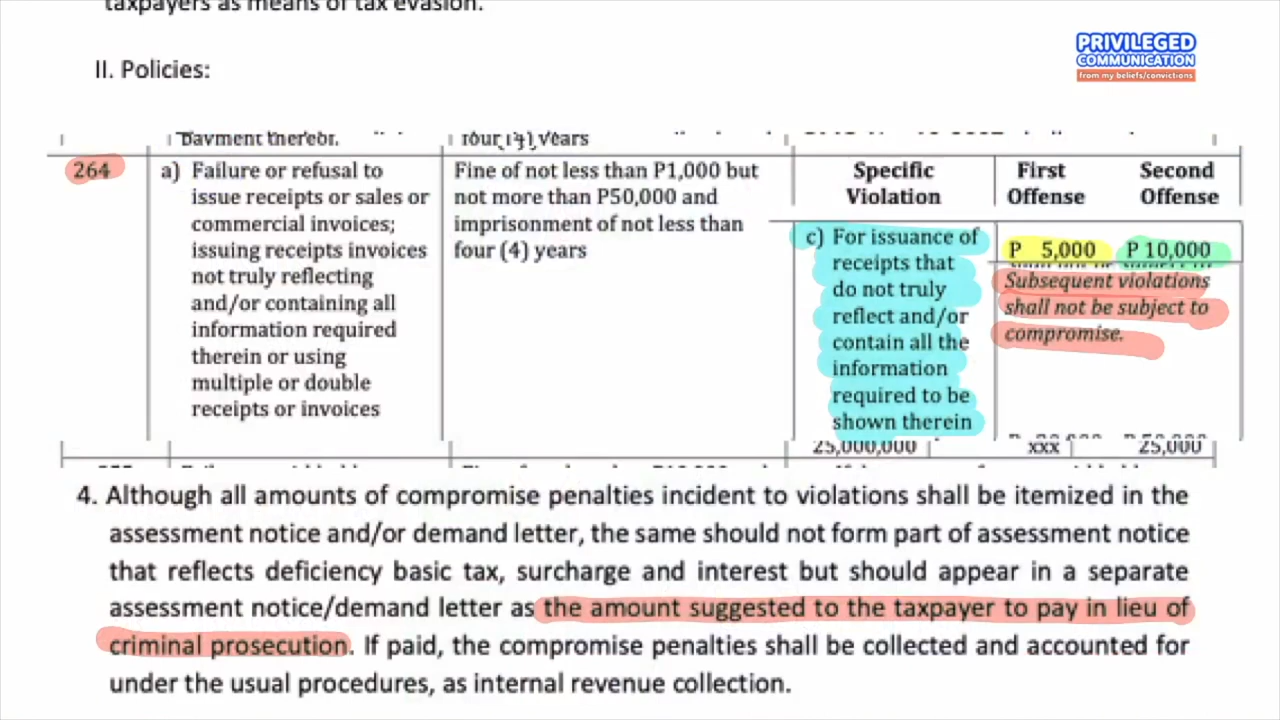 taxpayers as means of tax evasion.
PRIVILEGED
COMMUNICATION
from my beliefs/convictions
II. Policies:
payment thereof.
four (4) years
264
a) Failure or refusal to
issue receipts or sales or
commercial invoices;
issuing receipts invoices
not truly reflecting
and/or containing all
information required
therein or using
multiple or double
receipts or invoices
Fine of not less than P1,000 but
not more than P50,000 and
imprisonment of not less than
four (4) years
Specific
Violation
First
Offense
Second
Offense
c) For issuance of
receipts that
do not truly
reflect and/or
contain all the
information
required to be
shown therein
P 5,000
P 10,000
Subsequent violations
shall not be subject to
compromise.
25,000,000
xxx
25,000
4. Although all amounts of compromise penalties incident to violations shall be itemized in the
assessment notice and/or demand letter, the same should not form part of assessment notice
that reflects deficiency basic tax, surcharge and interest but should appear in a separate
assessment notice/demand letter as the amount suggested to the taxpayer to pay in lieu of
criminal prosecution. If paid, the compromise penalties shall be collected and accounted for
under the usual procedures, as internal revenue collection.